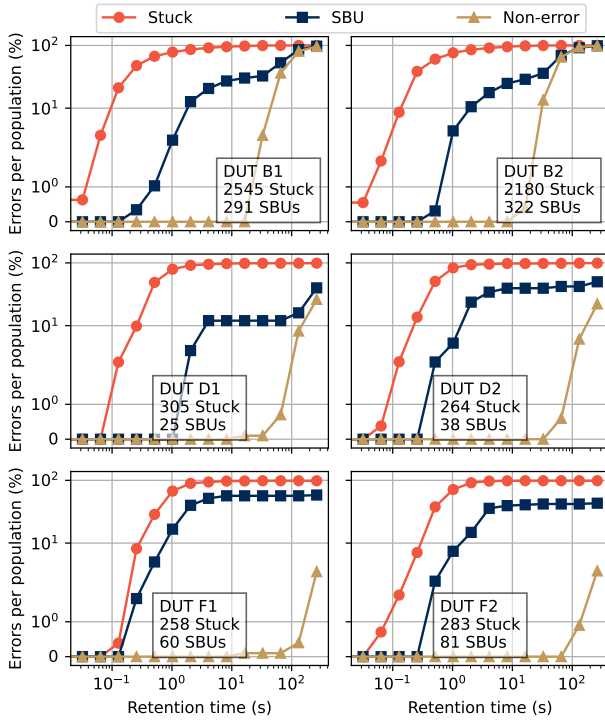 Stuck SBU Non-error
Errors per population (%)
10² 10¹ 10⁰ 0
DUT B1
2545 Stuck
291 SBUs
DUT B2
2180 Stuck
322 SBUs
Errors per population (%)
10² 10¹ 10⁰ 0
DUT D1
305 Stuck
25 SBUs
DUT D2
264 Stuck
38 SBUs
Errors per population (%)
10² 10¹ 10⁰ 0
DUT F1
258 Stuck
60 SBUs
DUT F2
283 Stuck
81 SBUs
10⁻¹ 10⁰ 10¹ 10² 10⁻¹ 10⁰ 10¹ 10²
Retention time (s) Retention time (s)